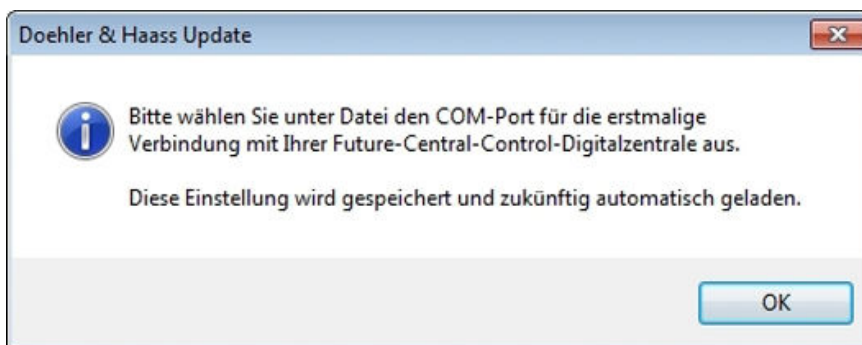 Doehler & Haass Update
Bitte wählen Sie unter Datei den COM-Port für die erstmalige
Verbindung mit Ihrer Future-Central-Control-Digitalzentrale aus.
Diese Einstellung wird gespeichert und zukünftig automatisch geladen.
OK